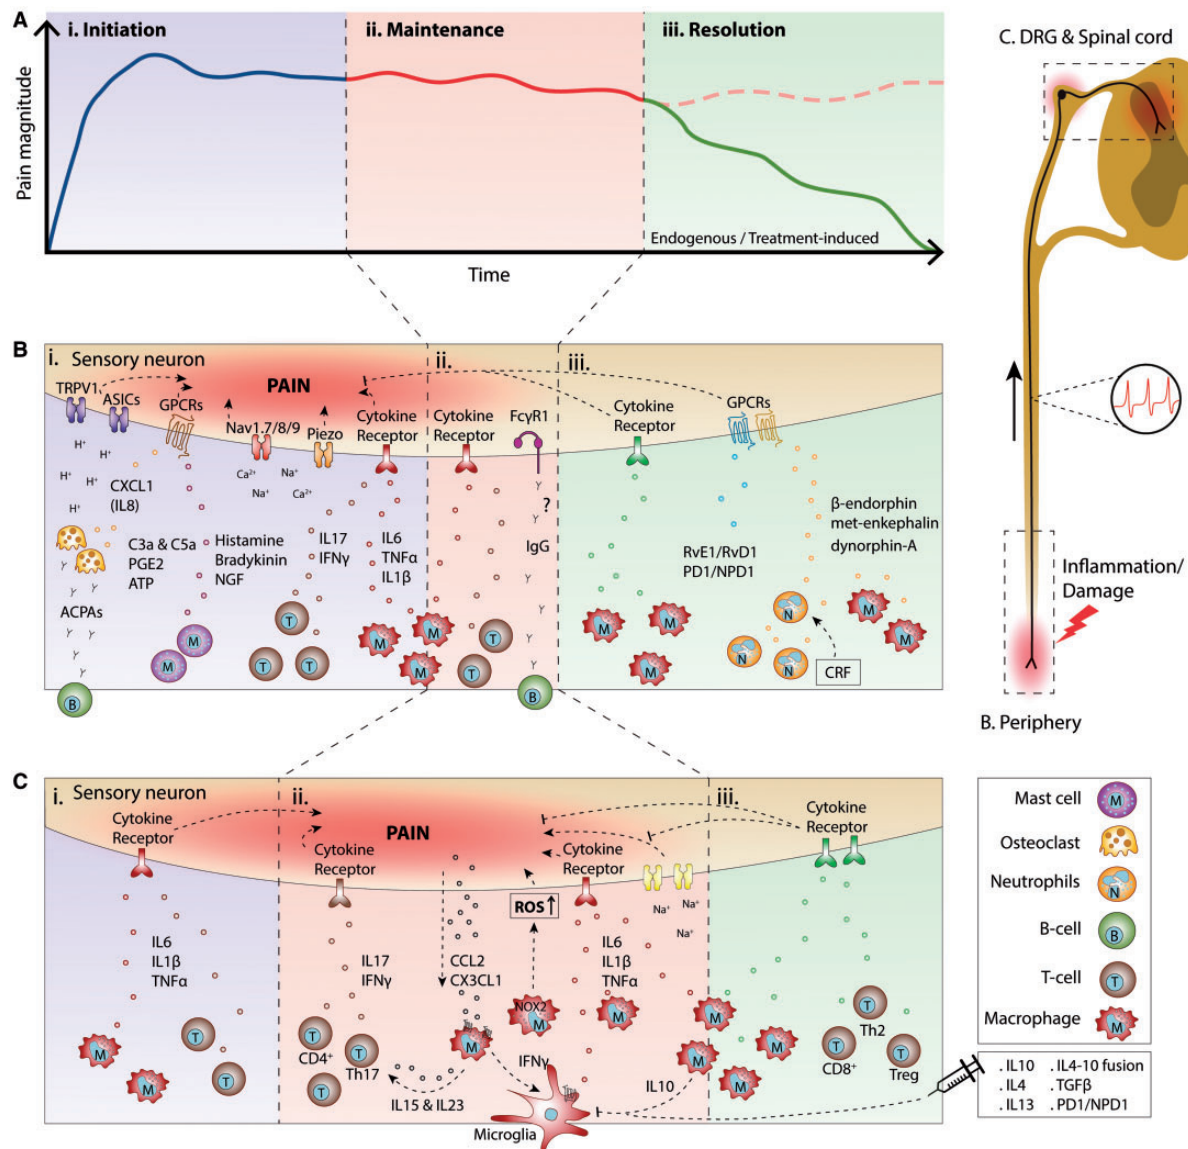 A
i. Initiation
ii. Maintenance
iii. Resolution
Pain magnitude
Endogenous / Treatment-induced
Time
C. DRG & Spinal cord
Inflammation/
Damage
B. Periphery
B
i. Sensory neuron
ii.
iii.
TRPV1
ASICs
GPCRs
PAIN
Nav1.7/8/9
Piezo
Cytokine
Receptor
Cytokine
Receptor
FcγR1
Cytokine
Receptor
GPCRs
H⁺
H⁺
H⁺
H⁺
H⁺
Ca²⁺
Na⁺
Na⁺
Ca²⁺
CXCL1
(IL8)
C3a & C5a
PGE2
ATP
Histamine
Bradykinin
NGF
IL17
IFNγ
IL6
TNFα
IL1β
?
IgG
RvE1/RvD1
PD1/NPD1
β-endorphin
met-enkephalin
dynorphin-A
ACPAs
Y Y
Y
Y Y
Y
Y
Y
Y
Y
Y
Y
B
M
M
T
T
T
M
M
M
M
T
T
B
M
M
M
N
N
N
CRF
M
M
C
i. Sensory neuron
ii.
iii.
Cytokine
Receptor
PAIN
Cytokine
Receptor
Cytokine
Receptor
Cytokine
Receptor
ROS↑
Na⁺
Na⁺
Na⁺
IL6
IL1β
TNFα
IL17
IFNγ
CCL2
CX3CL1
IL6
IL1β
TNFα
NOX2
M
M
M
T
T
T
T
CD4⁺
T
Th17
T
M
M
M
M
M
IFNγ
IL10
IL15 & IL23
Microglia
T
Th2
T
CD8⁺
T
Treg
Mast cell
M
Osteoclast
Neutrophils
N
B-cell
B
T-cell
T
Macrophage
M
. IL10 . IL4-10 fusion
. IL4 . TGFβ
. IL13 . PD1/NPD1